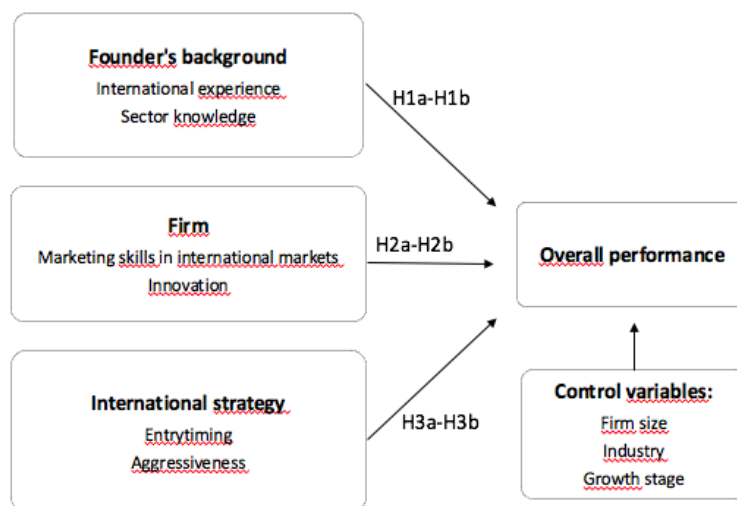 Founder's background
International experience
Sector knowledge
H1a-H1b
Firm
Marketing skills in international markets
Innovation
H2a-H2b
Overall performance
International strategy
Entrytiming
Aggressiveness
H3a-H3b
Control variables:
Firm size
Industry
Growth stage